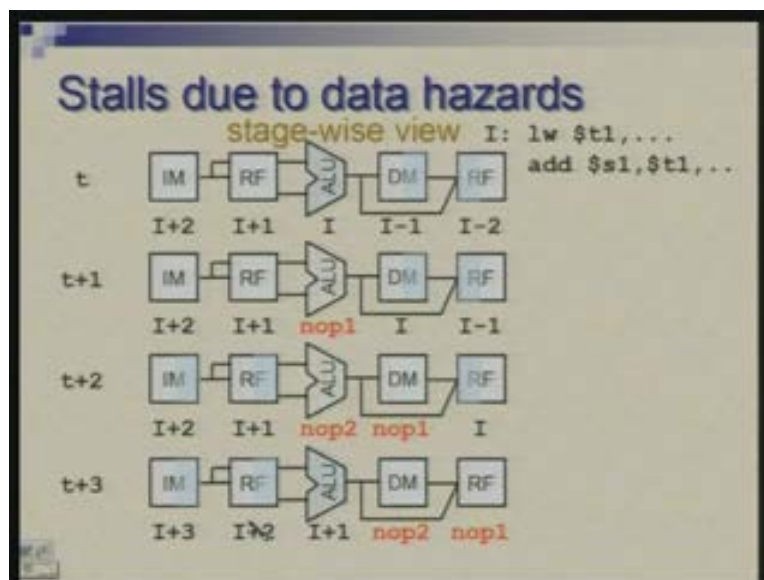 Stalls due to data hazards
stage-wise view
I: lw $t1,...
add $s1,$t1,..
t
IM RF ALU DM RF
I+2 I+1 I I-1 I-2
t+1
IM RF ALU DM RF
I+2 I+1 nop1 I I-1
t+2
IM RF ALU DM RF
I+2 I+1 nop2 nop1 I
t+3
IM RF ALU DM RF
I+3 I+2 I+1 nop2 nop1